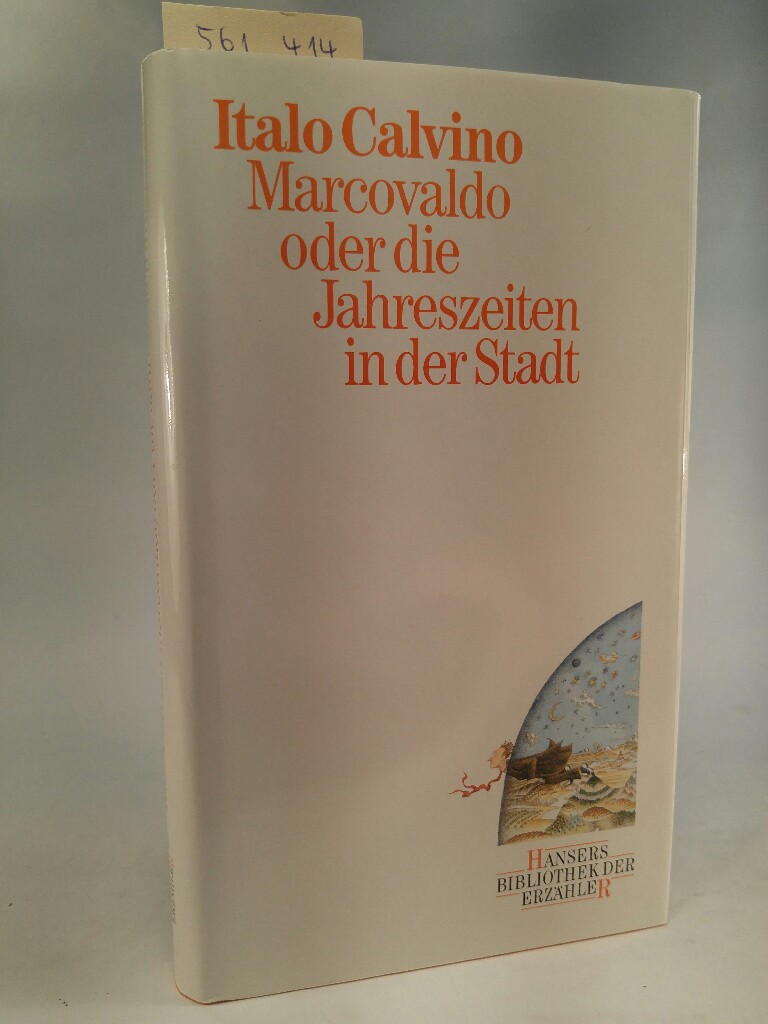 561 414
Italo Calvino
Marcovaldo
oder die
Jahreszeiten
in der Stadt
HANSERS
BIBLIOTHEK DER
ERZÄHLER